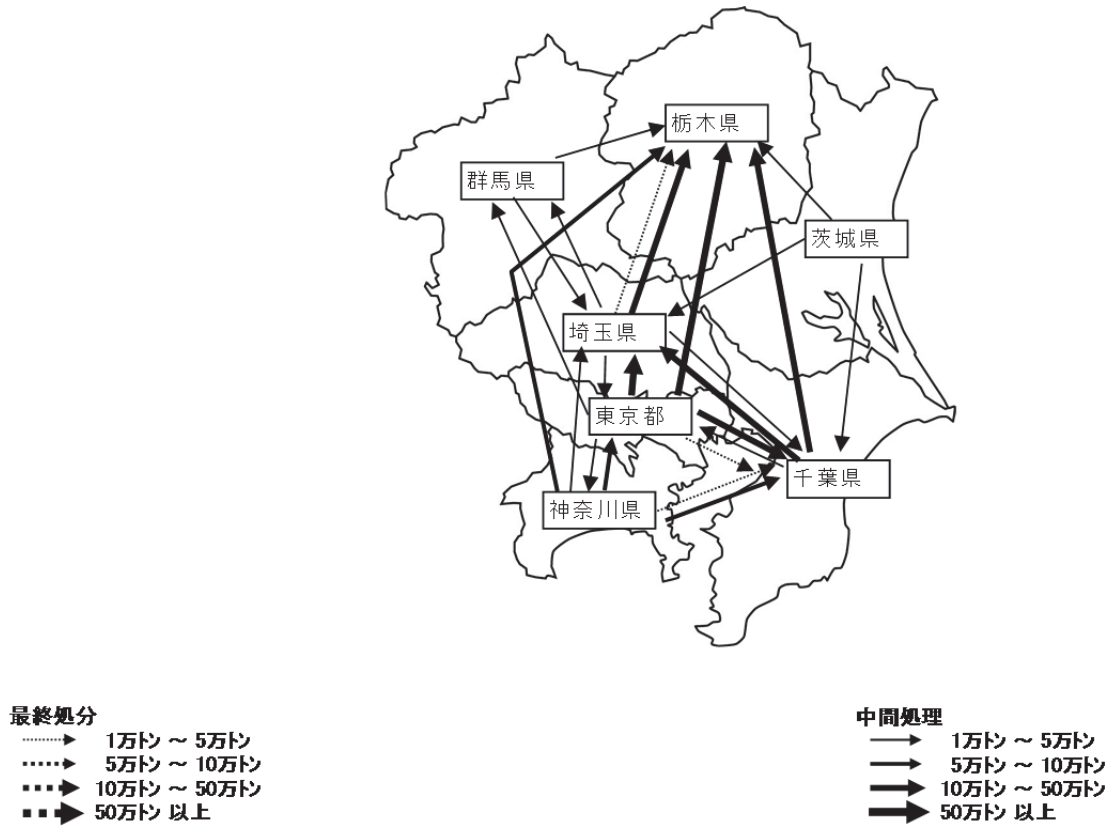 栃木県
群馬県
茨城県
埼玉県
東京都
千葉県
神奈川県
最終処分
1万トン ～ 5万トン
5万トン ～ 10万トン
10万トン ～ 50万トン
50万トン 以上
中間処理
1万トン ～ 5万トン
5万トン ～ 10万トン
10万トン ～ 50万トン
50万トン 以上